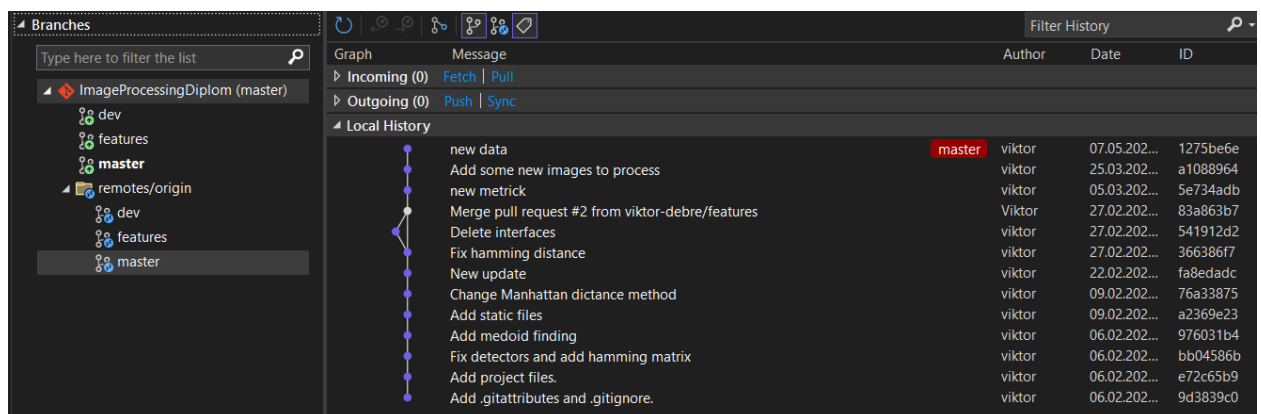 Branches
Type here to filter the list
ImageProcessingDiplom (master)
dev
features
master
remotes/origin
dev
features
master
Filter History
Graph Message Author Date ID
Incoming (0) Fetch | Pull
Outgoing (0) Push | Sync
Local History
new data master viktor 07.05.202... 1275be6e
Add some new images to process viktor 25.03.202... a1088964
new metrick viktor 05.03.202... 5e734adb
Merge pull request #2 from viktor-debre/features Viktor 27.02.202... 83a863b7
Delete interfaces viktor 27.02.202... 541912d2
Fix hamming distance viktor 27.02.202... 366386f7
New update viktor 22.02.202... fa8edadc
Change Manhattan dictance method viktor 09.02.202... 76a33875
Add static files viktor 09.02.202... a2369e23
Add medoid finding viktor 06.02.202... 976031b4
Fix detectors and add hamming matrix viktor 06.02.202... bb04586b
Add project files. viktor 06.02.202... e72c65b9
Add .gitattributes and .gitignore. viktor 06.02.202... 9d3839c0